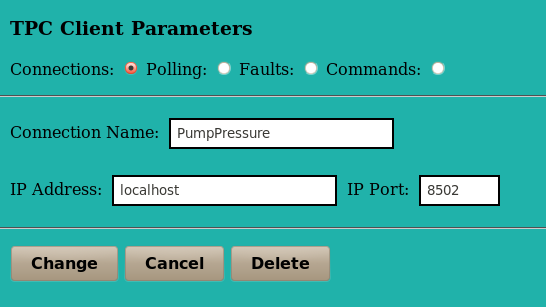 TPC Client Parameters
Connections: Polling: Faults: Commands:
Connection Name: PumpPressure
IP Address: localhost IP Port: 8502
Change Cancel Delete